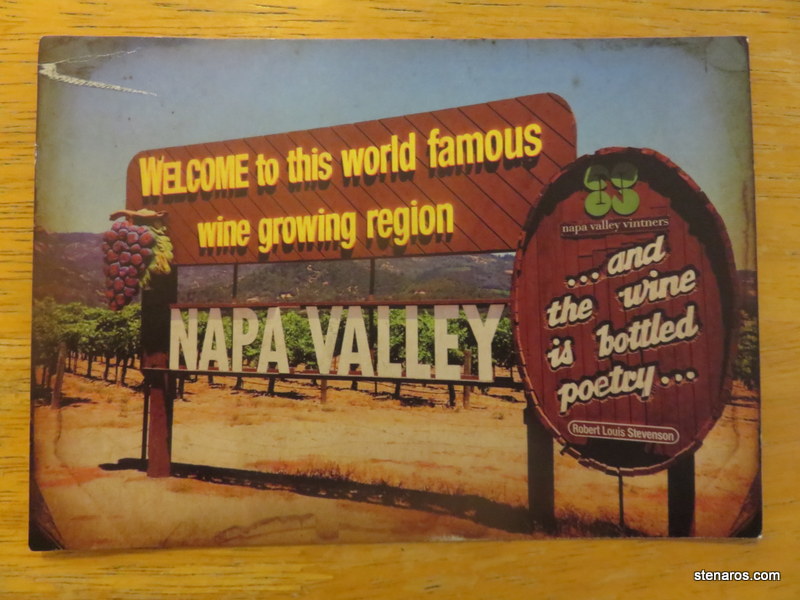 WELCOME to this world famous
wine growing region
NAPA VALLEY
napa valley vintners
...and
the wine
is bottled
poetry...
Robert Louis Stevenson
stenaros.com